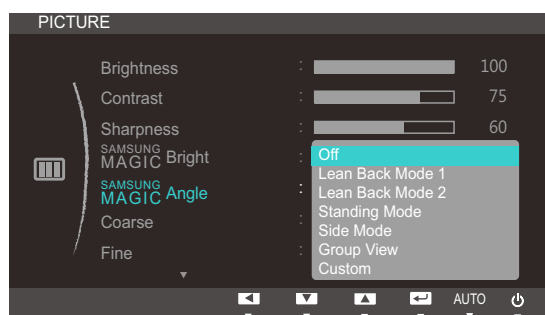 PICTURE
Brightness : 100
Contrast : 75
Sharpness : 60
SAMSUNG
MAGIC Bright :
SAMSUNG
MAGIC Angle :
Coarse :
Fine :
Off
Lean Back Mode 1
Lean Back Mode 2
Standing Mode
Side Mode
Group View
Custom
AUTO